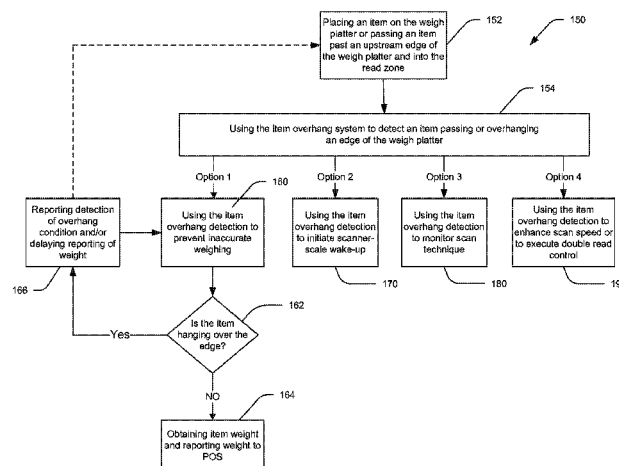 Placing an item on the weigh
platter or passing an item
past an upstream edge of
the weigh platter and into the
read zone
152
150
154
Using the item overhang system to detect an item passing or overhanging
an edge of the weigh platter
Option 1
160
Option 2
Option 3
Option 4
Reporting detection of
overhang
condition and/or
delaying reporting of
weight
166
Using the item
overhang detection to
prevent inaccurate
weighing
Using the item
overhang detection
to initiate scanner-
scale wake-up
170
Using the item
overhang detection to
monitor scan
technique
180
Using the item
overhang detection to
enhance scan speed or
to execute double read
control
19
Yes
Is the item
hanging over the
edge?
162
NO
164
Obtaining item weight
and reporting weight to
POS